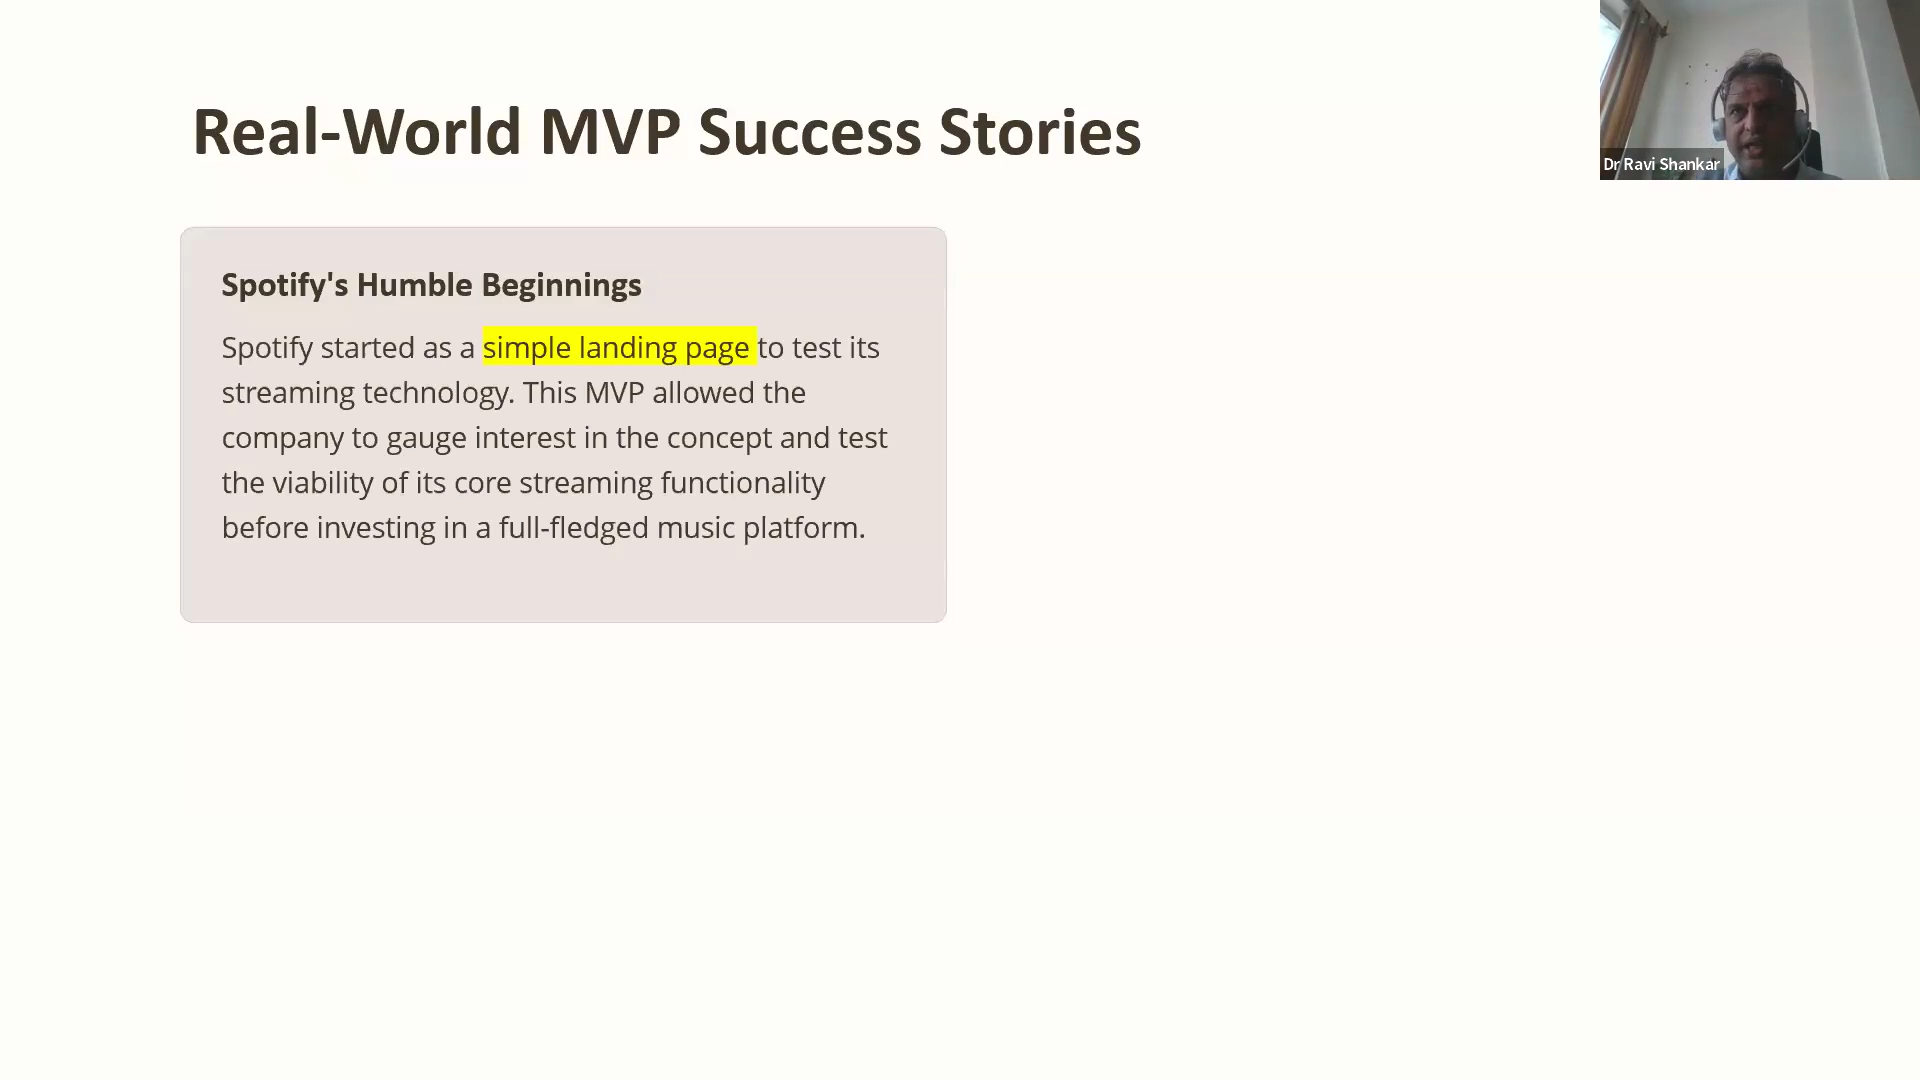 Real-World MVP Success Stories
Dr Ravi Shankar
Spotify's Humble Beginnings
Spotify started as a simple landing page to test its
streaming technology. This MVP allowed the
company to gauge interest in the concept and test
the viability of its core streaming functionality
before investing in a full-fledged music platform.